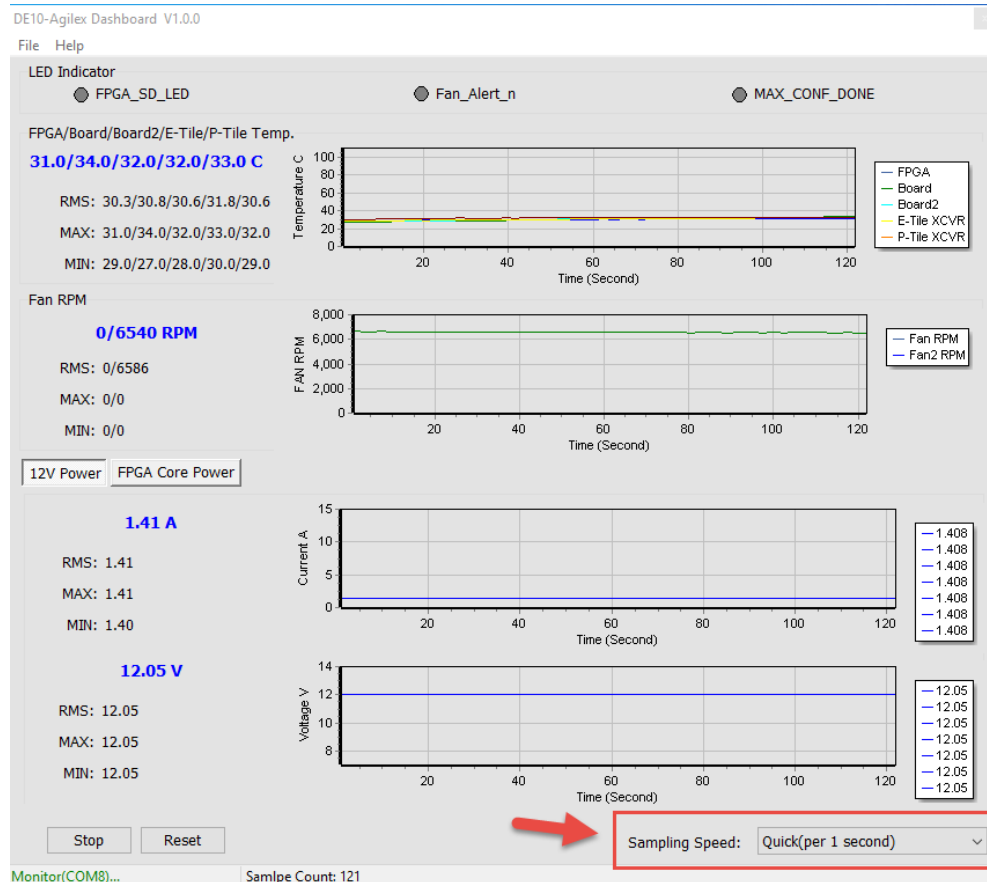 DE10-Agilex Dashboard V1.0.0
File Help
LED Indicator
FPGA_SD_LED Fan_Alert_n MAX_CONF_DONE
FPGA/Board/Board2/E-Tile/P-Tile Temp.
31.0/34.0/32.0/32.0/33.0 C
RMS: 30.3/30.8/30.6/31.8/30.6
MAX: 31.0/34.0/32.0/33.0/32.0
MIN: 29.0/27.0/28.0/30.0/29.0
Temperature C
100
80
60
40
20
0
20 40 60 80 100 120
Time (Second)
FPGA
Board
Board2
E-Tile XCVR
P-Tile XCVR
Fan RPM
0/6540 RPM
RMS: 0/6586
MAX: 0/0
MIN: 0/0
FAN RPM
8,000
6,000
4,000
2,000
0
20 40 60 80 100 120
Time (Second)
Fan RPM
Fan2 RPM
12V Power FPGA Core Power
1.41 A
RMS: 1.41
MAX: 1.41
MIN: 1.40
Current A
15
10
5
0
20 40 60 80 100 120
Time (Second)
1.408
1.408
1.408
1.408
1.408
1.408
1.408
12.05 V
RMS: 12.05
MAX: 12.05
MIN: 12.05
Voltage V
14
12
10
8
20 40 60 80 100 120
Time (Second)
12.05
12.05
12.05
12.05
12.05
12.05
12.05
Stop Reset
Sampling Speed: Quick(per 1 second)
Monitor(COM8)... Samlpe Count: 121